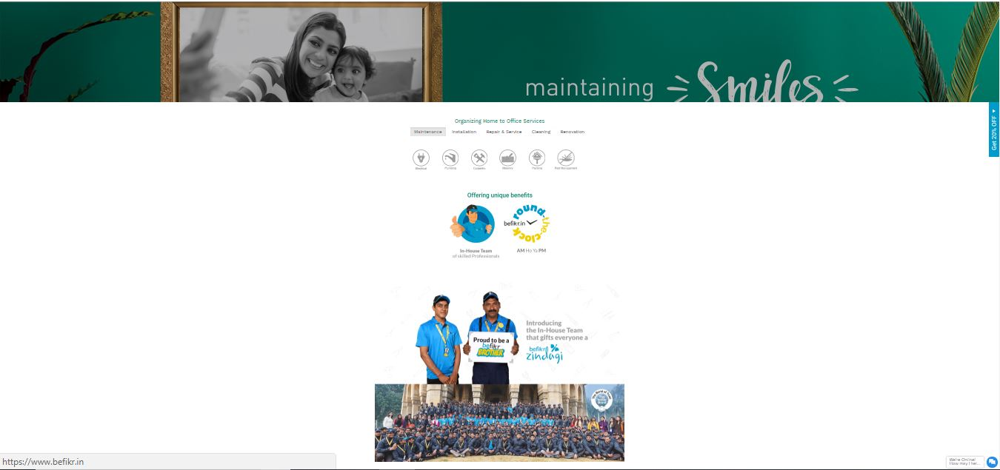 maintaining Smiles
Organizing Home to Office Services
Maintenance Installation Repair & Service Cleaning Renovation
Electrical Plumbing Carpentry Masonry Painting Pest Management
Offering unique benefits
befikr.in
round-the-clock
In-House Team
of skilled Professionals
AM Ho Ya PM
Get 20% OFF
Proud to be a
befikr
BROTHER
Introducing
the In-House Team
that gifts everyone a
befikr
zindagi
https://www.befikr.in
We're Online!
How may I hel...